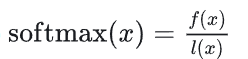 softmax(x) = f(x)/l(x)